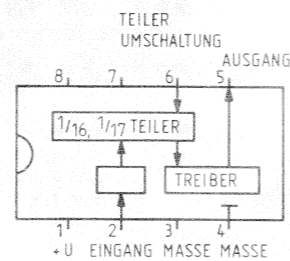 TEILER
UMSCHALTUNG
AUSGANG
8 7 6 5
1/16, 1/17 TEILER
TREIBER
1 2 3 4
+U EINGANG MASSE MASSE